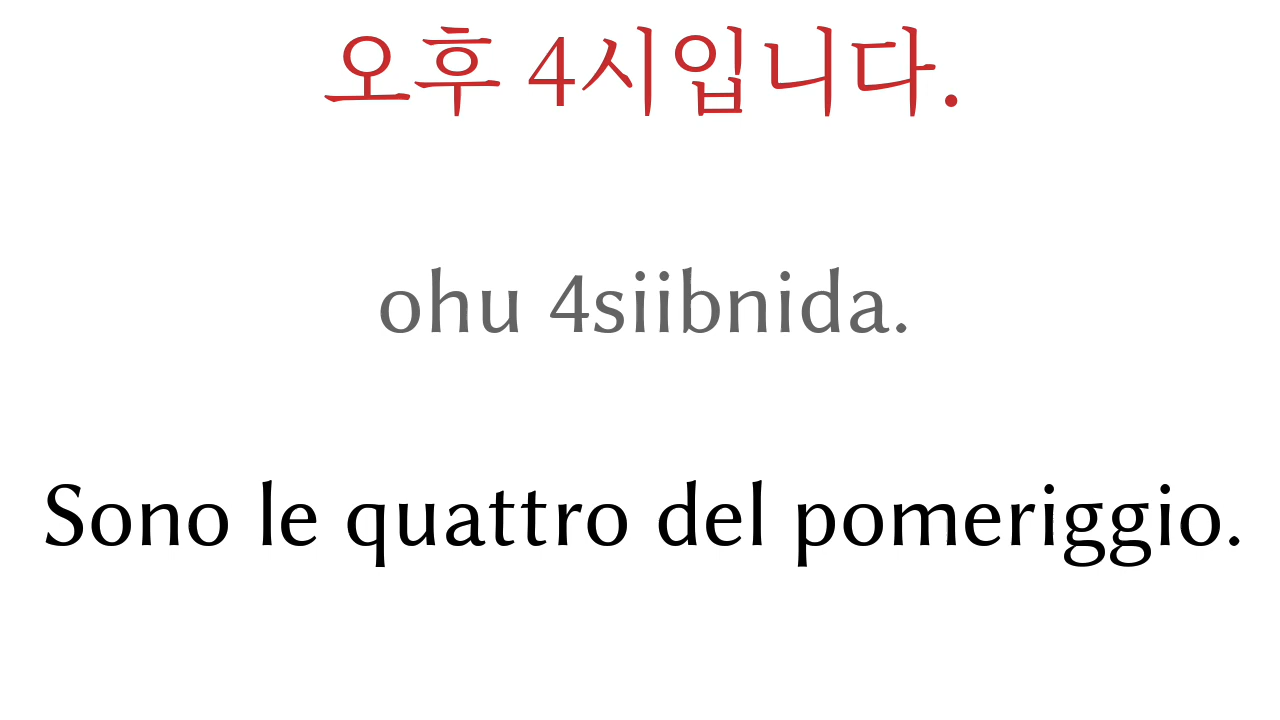 오후 4시입니다.
ohu 4siibnida.
Sono le quattro del pomeriggio.